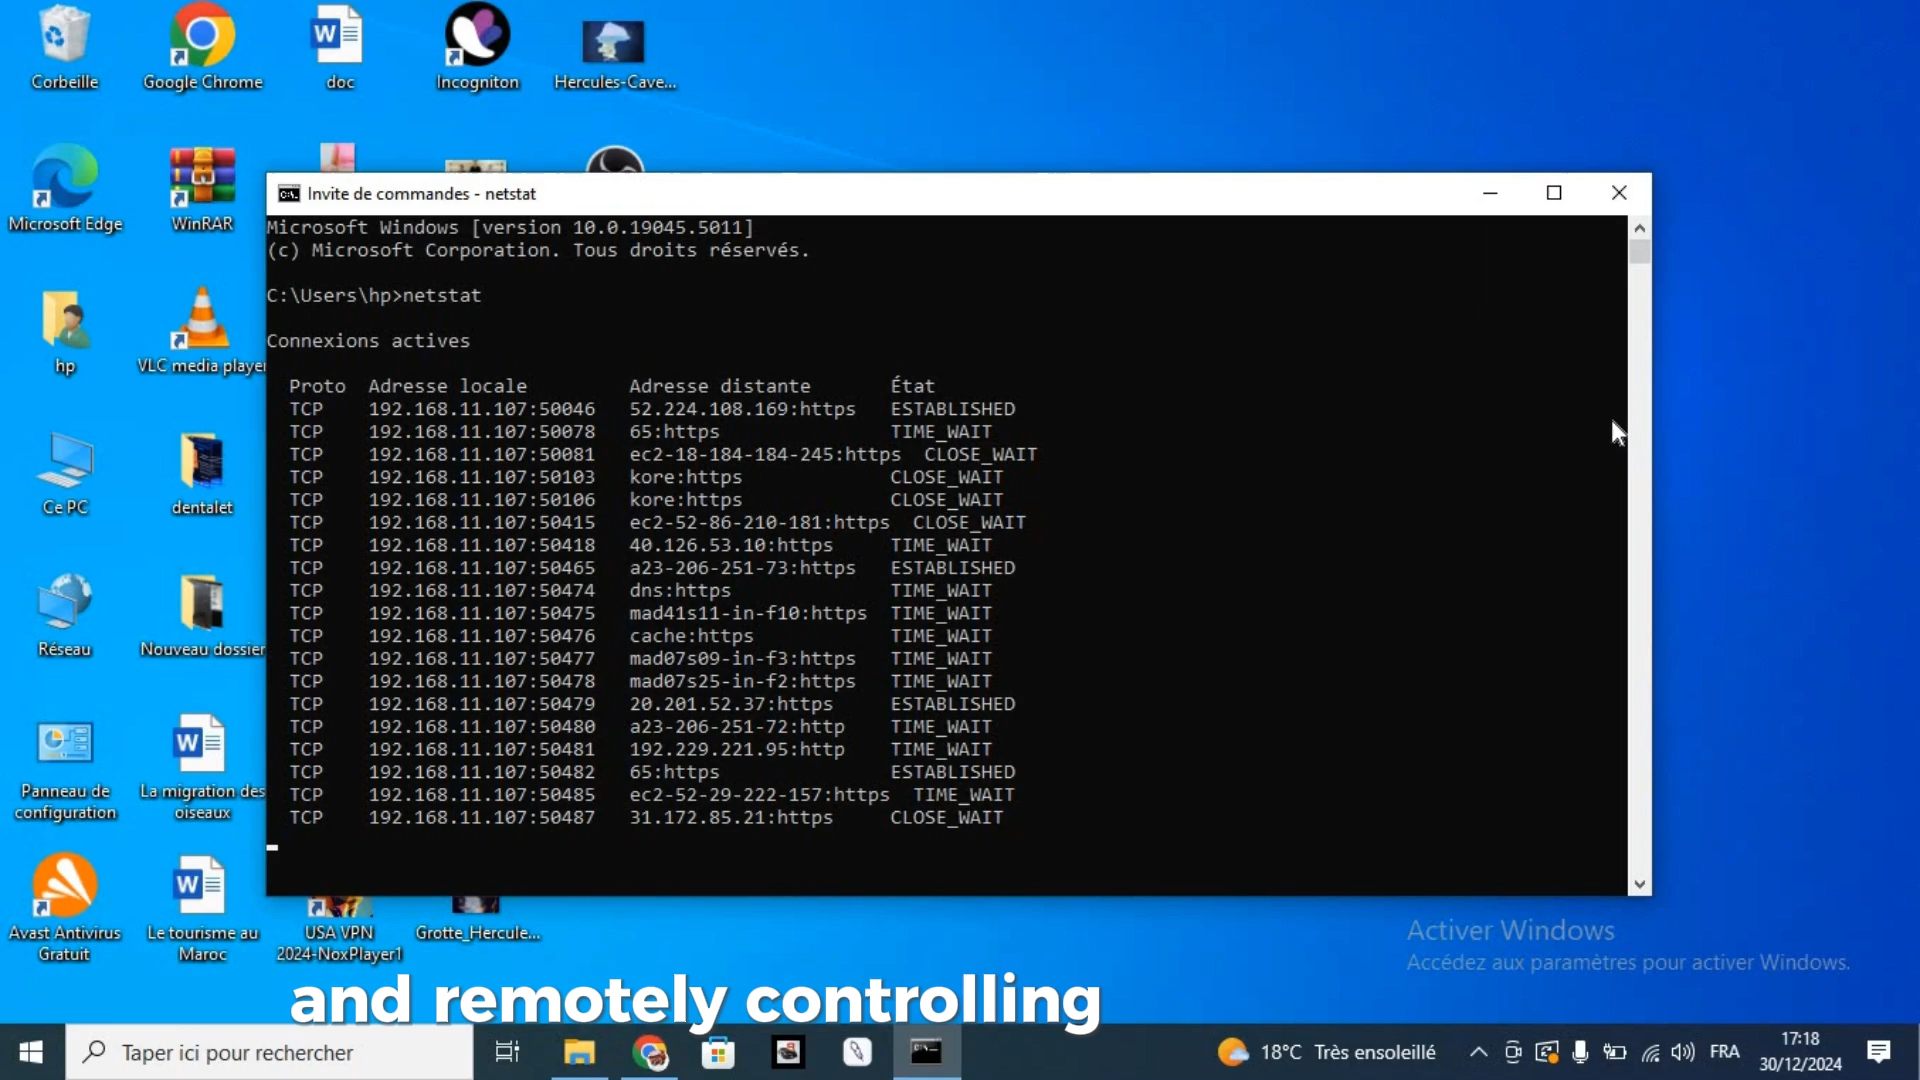 Corbeille
Google Chrome
doc
Incogniton
Hercules-Cave...
Microsoft Edge
WinRAR
Invite de commandes - netstat
Microsoft Windows [version 10.0.19045.5011]
(c) Microsoft Corporation. Tous droits réservés.
C:\Users\hp>netstat
Connexions actives
Proto Adresse locale Adresse distante État
TCP 192.168.11.107:50046 52.224.108.169:https ESTABLISHED
TCP 192.168.11.107:50078 65:https TIME_WAIT
TCP 192.168.11.107:50081 ec2-18-184-184-245:https CLOSE_WAIT
TCP 192.168.11.107:50103 kore:https CLOSE_WAIT
TCP 192.168.11.107:50106 kore:https CLOSE_WAIT
TCP 192.168.11.107:50415 ec2-52-86-210-181:https CLOSE_WAIT
TCP 192.168.11.107:50418 40.126.53.10:https TIME_WAIT
TCP 192.168.11.107:50465 a23-206-251-73:https ESTABLISHED
TCP 192.168.11.107:50474 dns:https TIME_WAIT
TCP 192.168.11.107:50475 mad41s11-in-f10:https TIME_WAIT
TCP 192.168.11.107:50476 cache:https TIME_WAIT
TCP 192.168.11.107:50477 mad07s09-in-f3:https TIME_WAIT
TCP 192.168.11.107:50478 mad07s25-in-f2:https TIME_WAIT
TCP 192.168.11.107:50479 20.201.52.37:https ESTABLISHED
TCP 192.168.11.107:50480 a23-206-251-72:http TIME_WAIT
TCP 192.168.11.107:50481 192.229.221.95:http TIME_WAIT
TCP 192.168.11.107:50482 65:https ESTABLISHED
TCP 192.168.11.107:50485 ec2-52-29-222-157:https TIME_WAIT
TCP 192.168.11.107:50487 31.172.85.21:https CLOSE_WAIT
hp
VLC media player
Ce PC
dentalet
Réseau
Nouveau dossier
Panneau de
configuration
La migration des
oiseaux
Avast Antivirus
Gratuit
Le tourisme au
Maroc
USA VPN
2024-NoxPlayer1
Grotte_Hercule...
Activer Windows
Accédez aux paramètres pour activer Windows.
and remotely controlling
Taper ici pour rechercher
18°C Très ensoleillé
FRA
17:18
30/12/2024